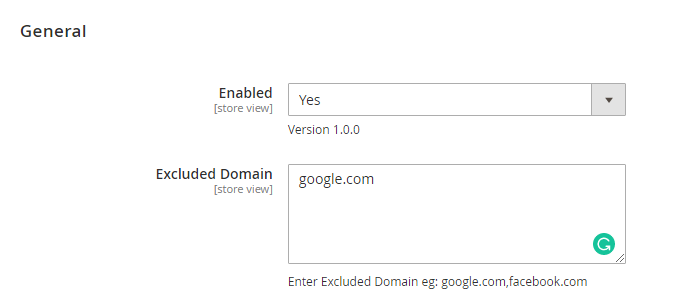 General
Enabled
[store view]
Yes
Version 1.0.0
Excluded Domain
[store view]
google.com
Enter Excluded Domain eg: google.com,facebook.com